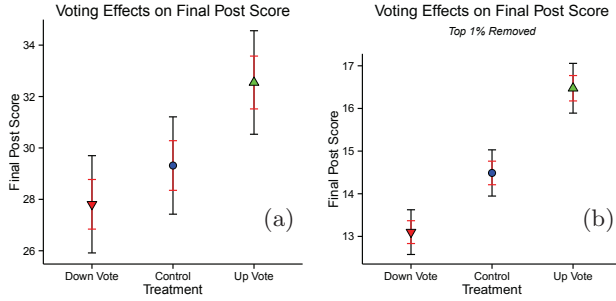 Voting Effects on Final Post Score
34
32
30
28
26
Final Post Score
(a)
Down Vote Control Up Vote
Treatment
Voting Effects on Final Post Score
Top 1% Removed
17
16
15
14
13
Final Post Score
(b)
Down Vote Control Up Vote
Treatment